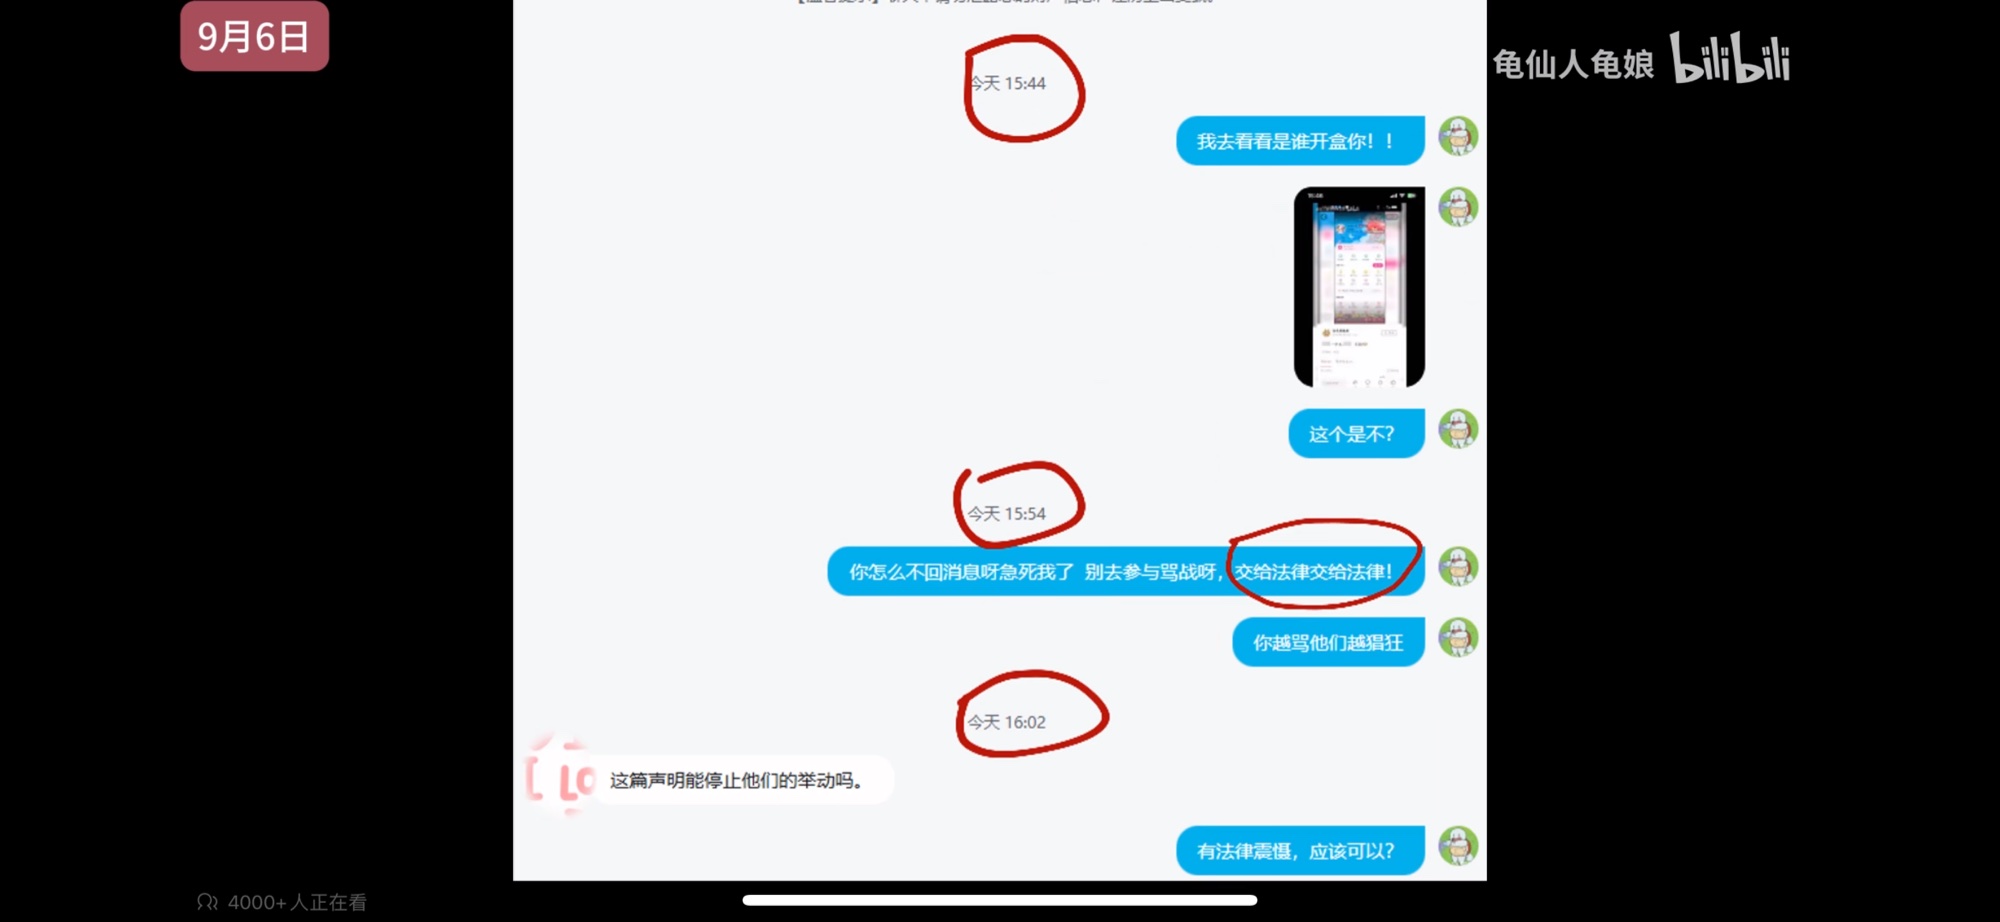 9月6日
龟仙人龟娘 bilibili
今天 15:44
我去看看是谁开盒你！！
这个是不？
今天 15:54
你怎么不回消息呀急死我了 别去参与骂战呀，交给法律交给法律！
你越骂他们越猖狂
今天 16:02
这篇声明能停止他们的举动吗。
有法律震慑，应该可以？
4000+人正在看